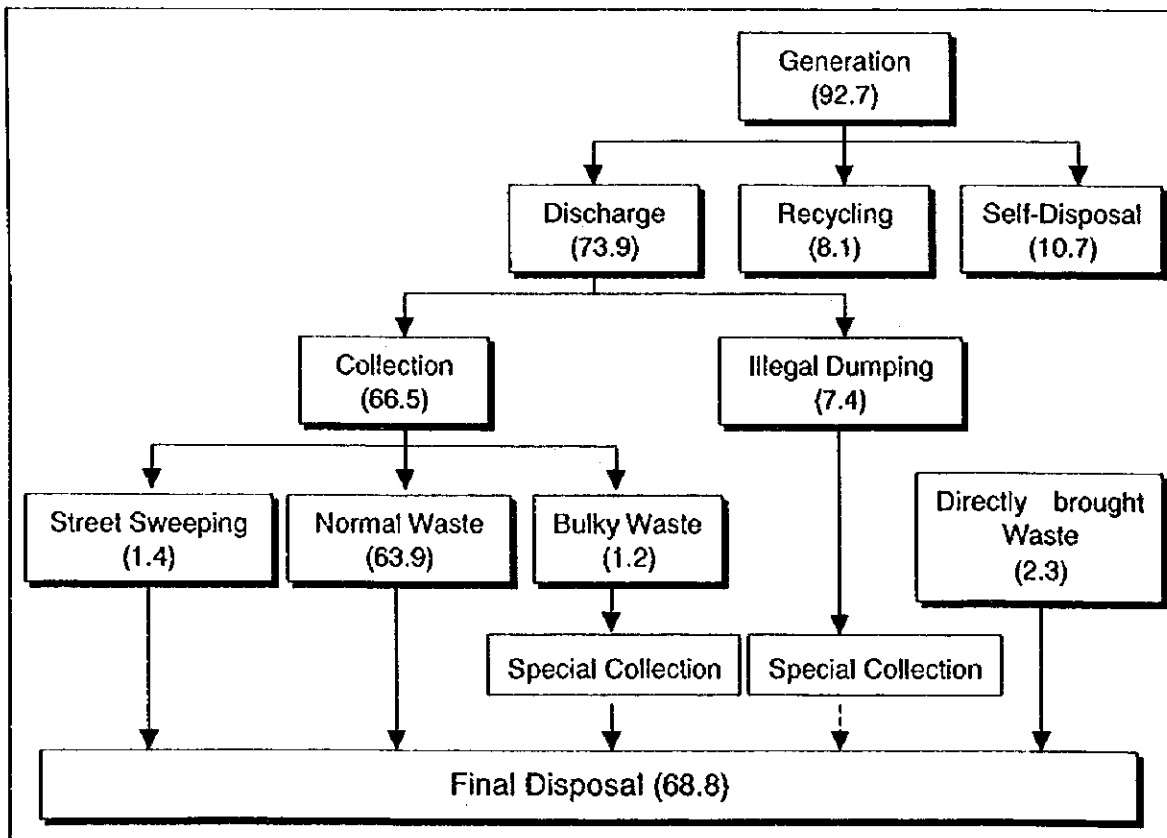 Generation
(92.7)
Discharge
(73.9)
Recycling
(8.1)
Self-Disposal
(10.7)
Collection
(66.5)
Illegal Dumping
(7.4)
Street Sweeping
(1.4)
Normal Waste
(63.9)
Bulky Waste
(1.2)
Directly brought
Waste
(2.3)
Special Collection
Special Collection
Final Disposal (68.8)